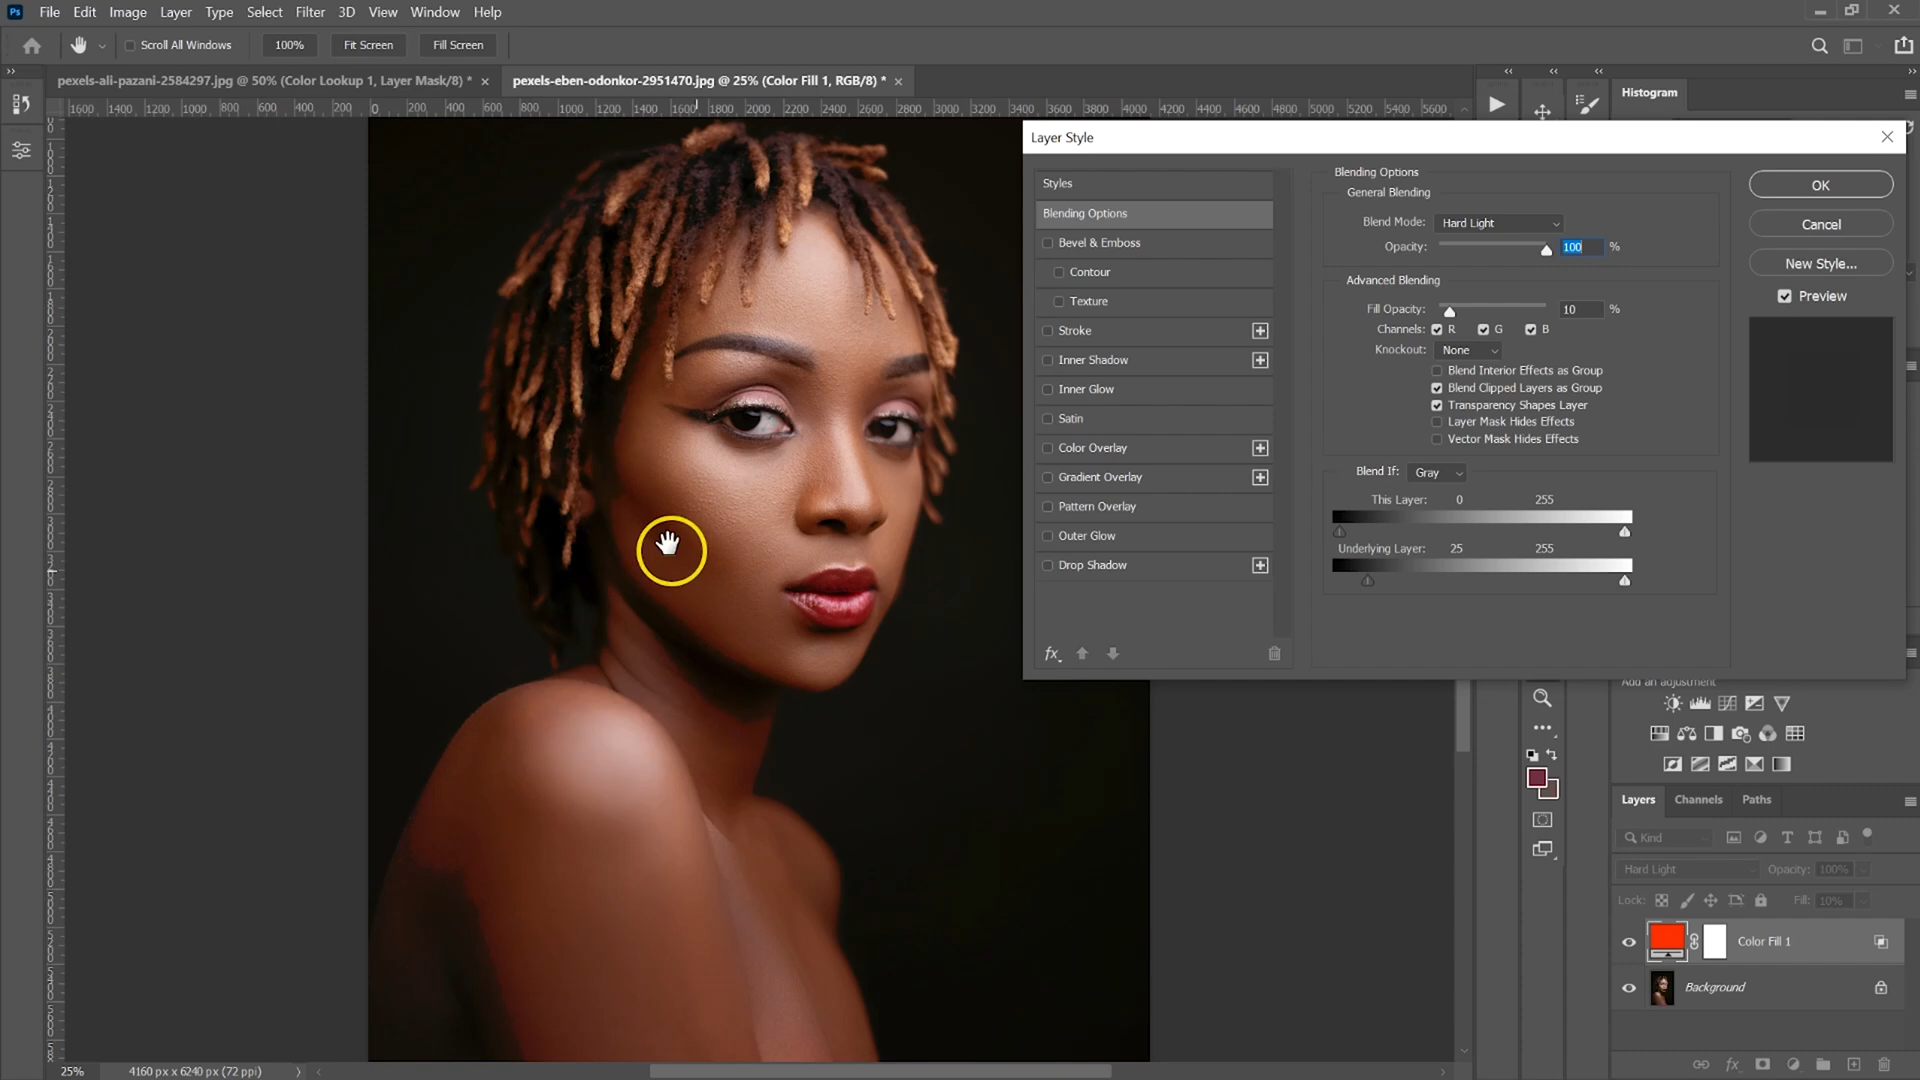 Ps File Edit Image Layer Type Select Filter 3D View Window Help
Scroll All Windows 100% Fit Screen Fill Screen
pexels-ali-pazani-2584297.jpg @ 50% (Color Lookup 1, Layer Mask/8) * × pexels-eben-odonkor-2951470.jpg @ 25% (Color Fill 1, RGB/8) * ×
1600 1400 1200 1000 800 600 400 200 0 200 400 600 800 1000 1200 1400 1600 1800 2000 2200 2400 2600 2800 3000 3200 3400 3600 3800 4000 4200 4400 4600 4800 5000 5200 5400 5600
Histogram
Layer Style
Styles
Blending Options
Bevel & Emboss
Contour
Texture
Stroke
Inner Shadow
Inner Glow
Satin
Color Overlay
Gradient Overlay
Pattern Overlay
Outer Glow
Drop Shadow
fx
Blending Options
General Blending
Blend Mode: Hard Light
Opacity: 100 %
Advanced Blending
Fill Opacity: 10 %
Channels: R G B
Knockout: None
Blend Interior Effects as Group
Blend Clipped Layers as Group
Transparency Shapes Layer
Layer Mask Hides Effects
Vector Mask Hides Effects
Blend If: Gray
This Layer: 0 255
Underlying Layer: 25 255
OK
Cancel
New Style...
Preview
Add an adjustment
Layers Channels Paths
Kind
Hard Light Opacity: 100%
Lock: Fill: 10%
Color Fill 1
Background
fx
25% 4160 px x 6240 px (72 ppi)